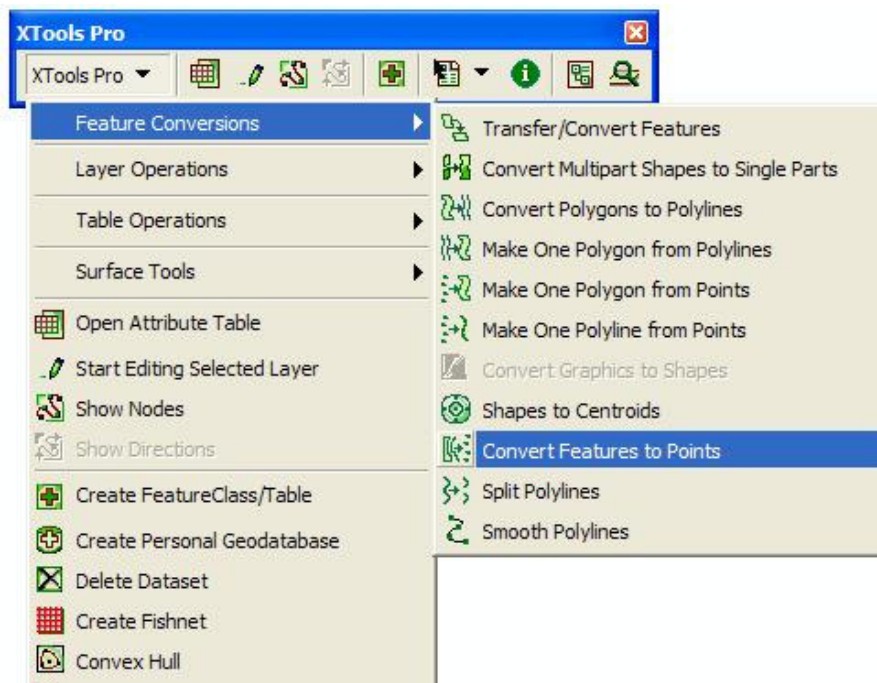 XTools Pro
XTools Pro
Feature Conversions
Layer Operations
Table Operations
Surface Tools
Open Attribute Table
Start Editing Selected Layer
Show Nodes
Show Directions
Create FeatureClass/Table
Create Personal Geodatabase
Delete Dataset
Create Fishnet
Convex Hull
Transfer/Convert Features
Convert Multipart Shapes to Single Parts
Convert Polygons to Polylines
Make One Polygon from Polylines
Make One Polygon from Points
Make One Polyline from Points
Convert Graphics to Shapes
Shapes to Centroids
Convert Features to Points
Split Polylines
Smooth Polylines